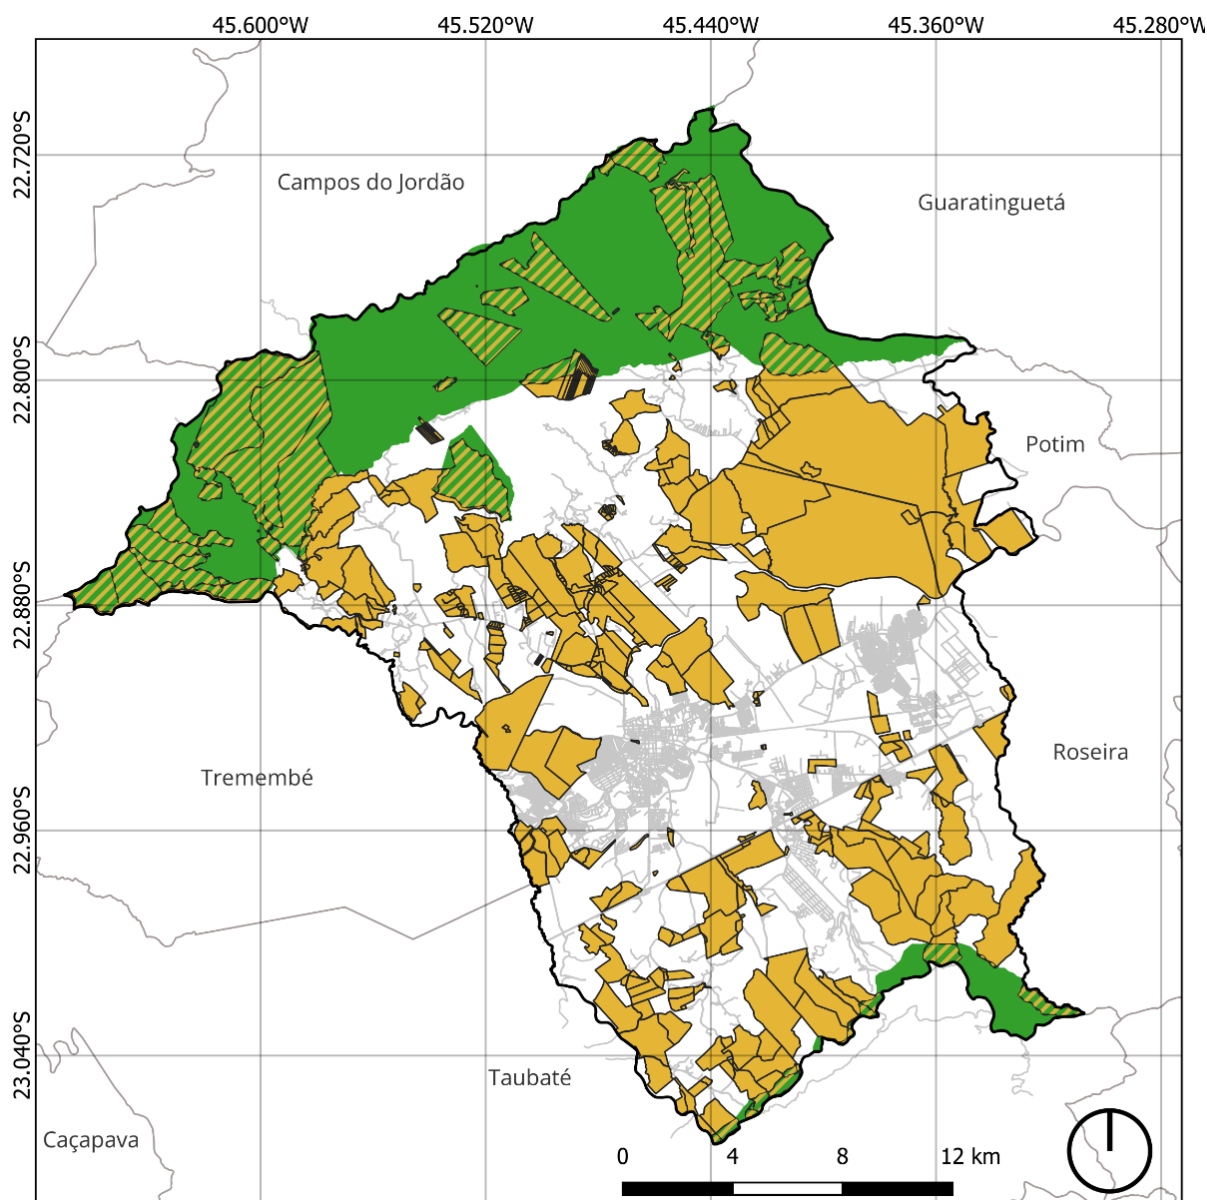 45.600°W 45.520°W 45.440°W 45.360°W 45.280°W
22.720°S
Campos do Jordão
Guaratinguetá
22.800°S
Potim
22.880°S
Roseira
Tremembé
22.960°S
23.040°S
Taubaté
Caçapava
0 4 8 12 km